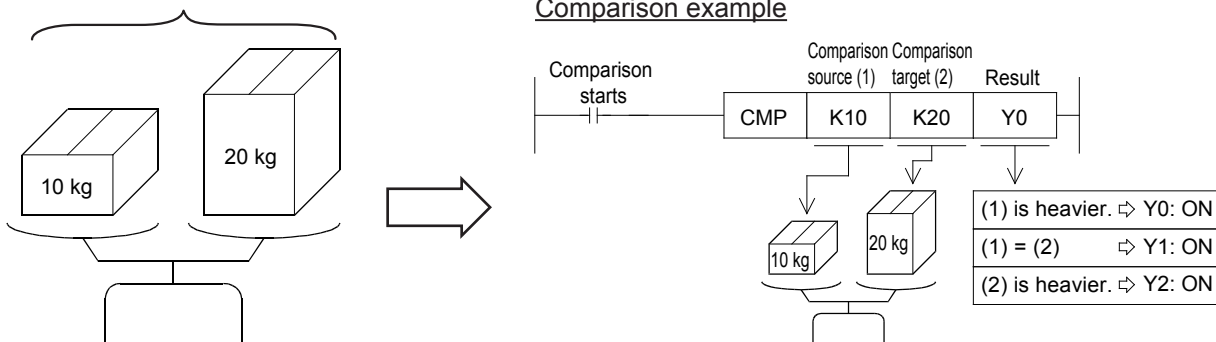 Comparison example
10 kg
20 kg
Comparison
starts
Comparison Comparison
source (1) target (2) Result
CMP K10 K20 Y0
10 kg
20 kg
(1) is heavier. ⇨ Y0: ON
(1) = (2) ⇨ Y1: ON
(2) is heavier. ⇨ Y2: ON